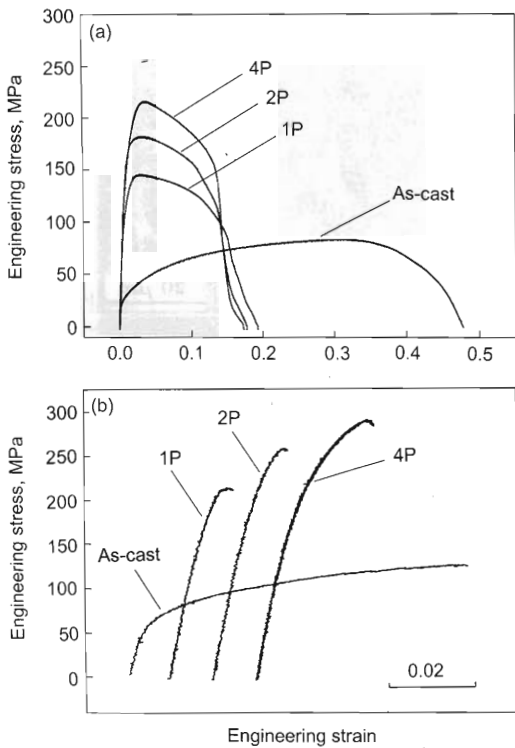 (a)
Engineering stress, MPa
300
250
200
150
100
50
0
4P
2P
1P
As-cast
0.0 0.1 0.2 0.3 0.4 0.5
(b)
Engineering stress, MPa
300
250
200
150
100
50
0
2P
1P
4P
As-cast
0.02
Engineering strain